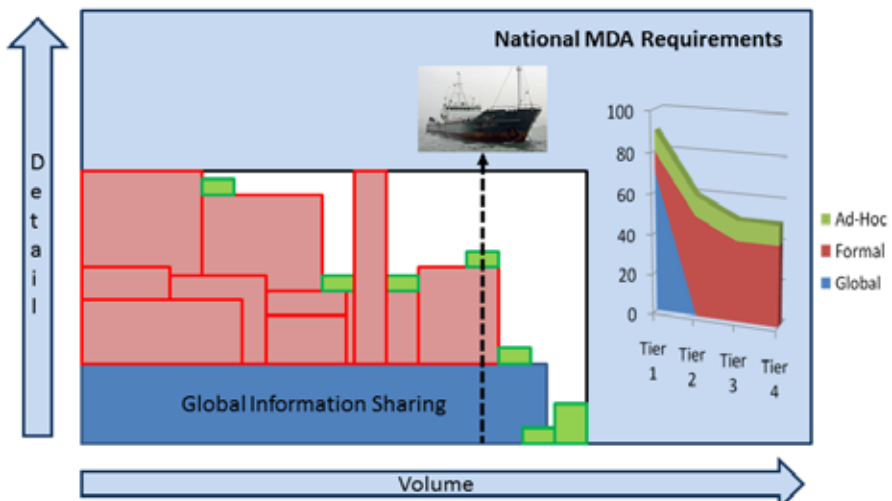 National MDA Requirements
Detail
Global Information Sharing
Volume
100
80
60
40
20
0
Tier
1
Tier
2
Tier
3
Tier
4
Ad-Hoc
Formal
Global